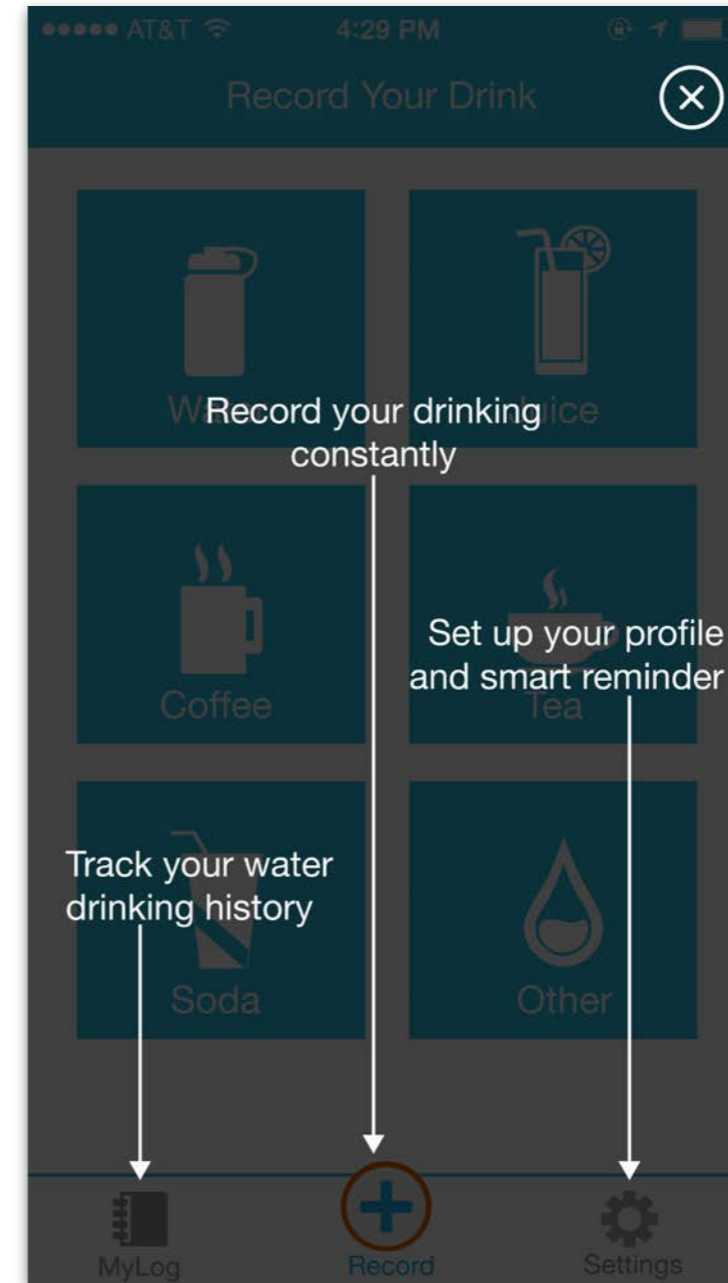 AT&T 4:29 PM
Record Your Drink
Water Juice
Record your drinking
constantly
Coffee Tea
Set up your profile
and smart reminder
Track your water
drinking history
Soda Other
MyLog Record Settings